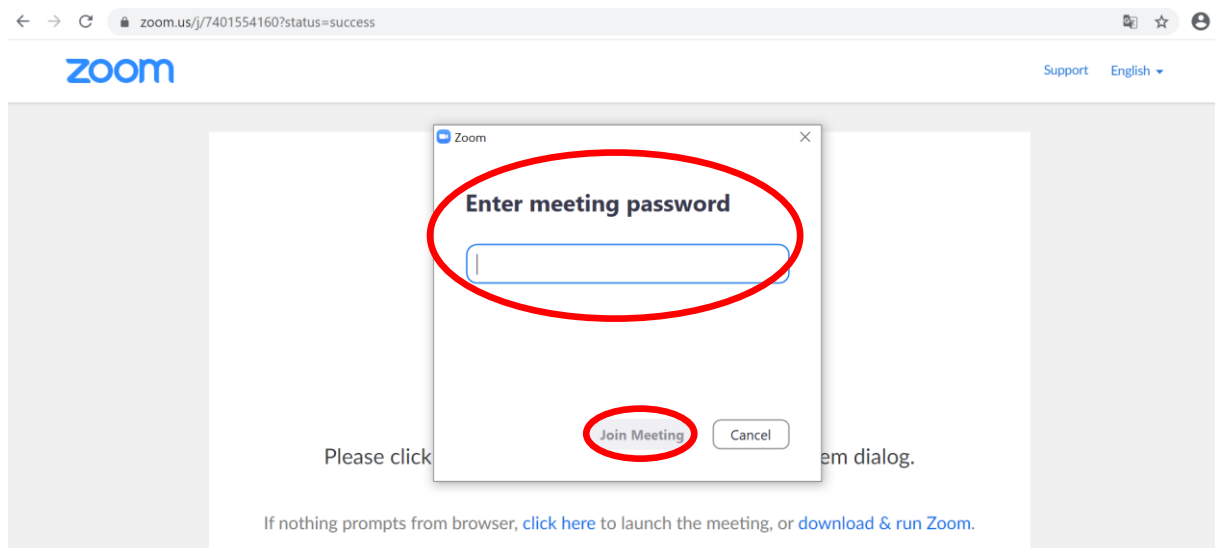 zoom.us/j/7401554160?status=success
zoom
Support English
Zoom
Enter meeting password
Join Meeting Cancel
Please click em dialog.
If nothing prompts from browser, click here to launch the meeting, or download & run Zoom.